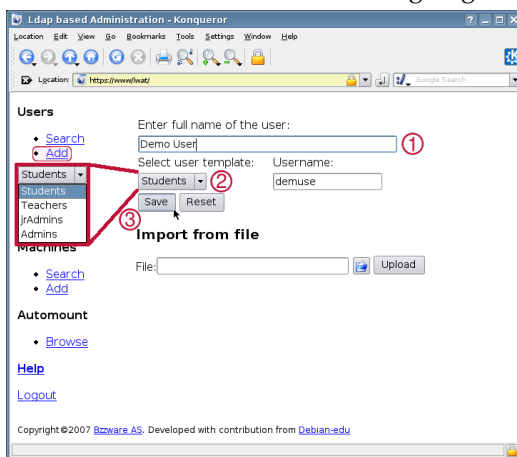 Ldap based Administration - Konqueror
Location Edit View Go Bookmarks Tools Settings Window Help
Location: https://www/lwat/ Google Search
Users
Search
Add
Enter full name of the user:
Demo User
①
Select user template: Username:
Students
② demuse
Students
Students
Teachers
jrAdmins
Admins
③ Save Reset
Import from file
File: Upload
Machines
Search
Add
Automount
Browse
Help
Logout
Copyright ©2007 Bzzware AS. Developed with contribution from Debian-edu